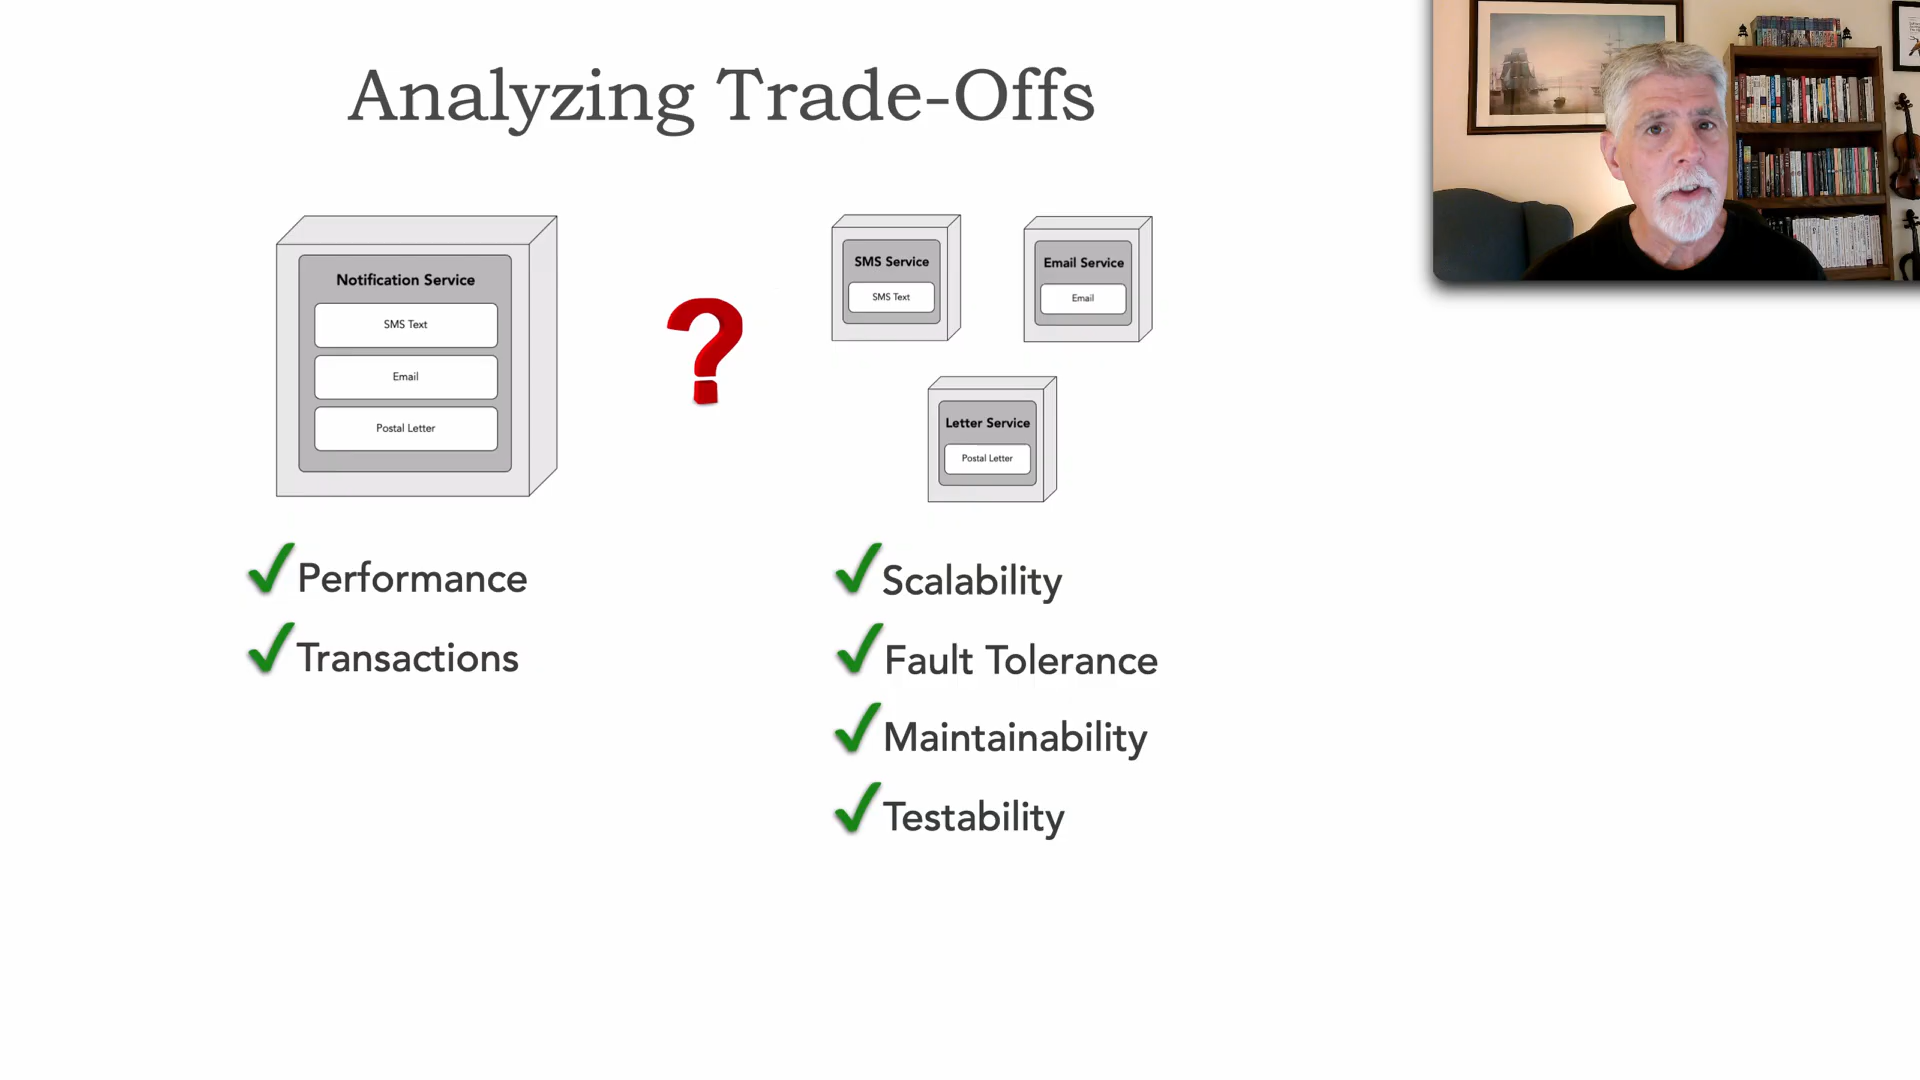 Analyzing Trade-Offs
Notification Service
SMS Text
Email
Postal Letter
?
SMS Service
SMS Text
Email Service
Email
Letter Service
Postal Letter
Performance
Transactions
Scalability
Fault Tolerance
Maintainability
Testability